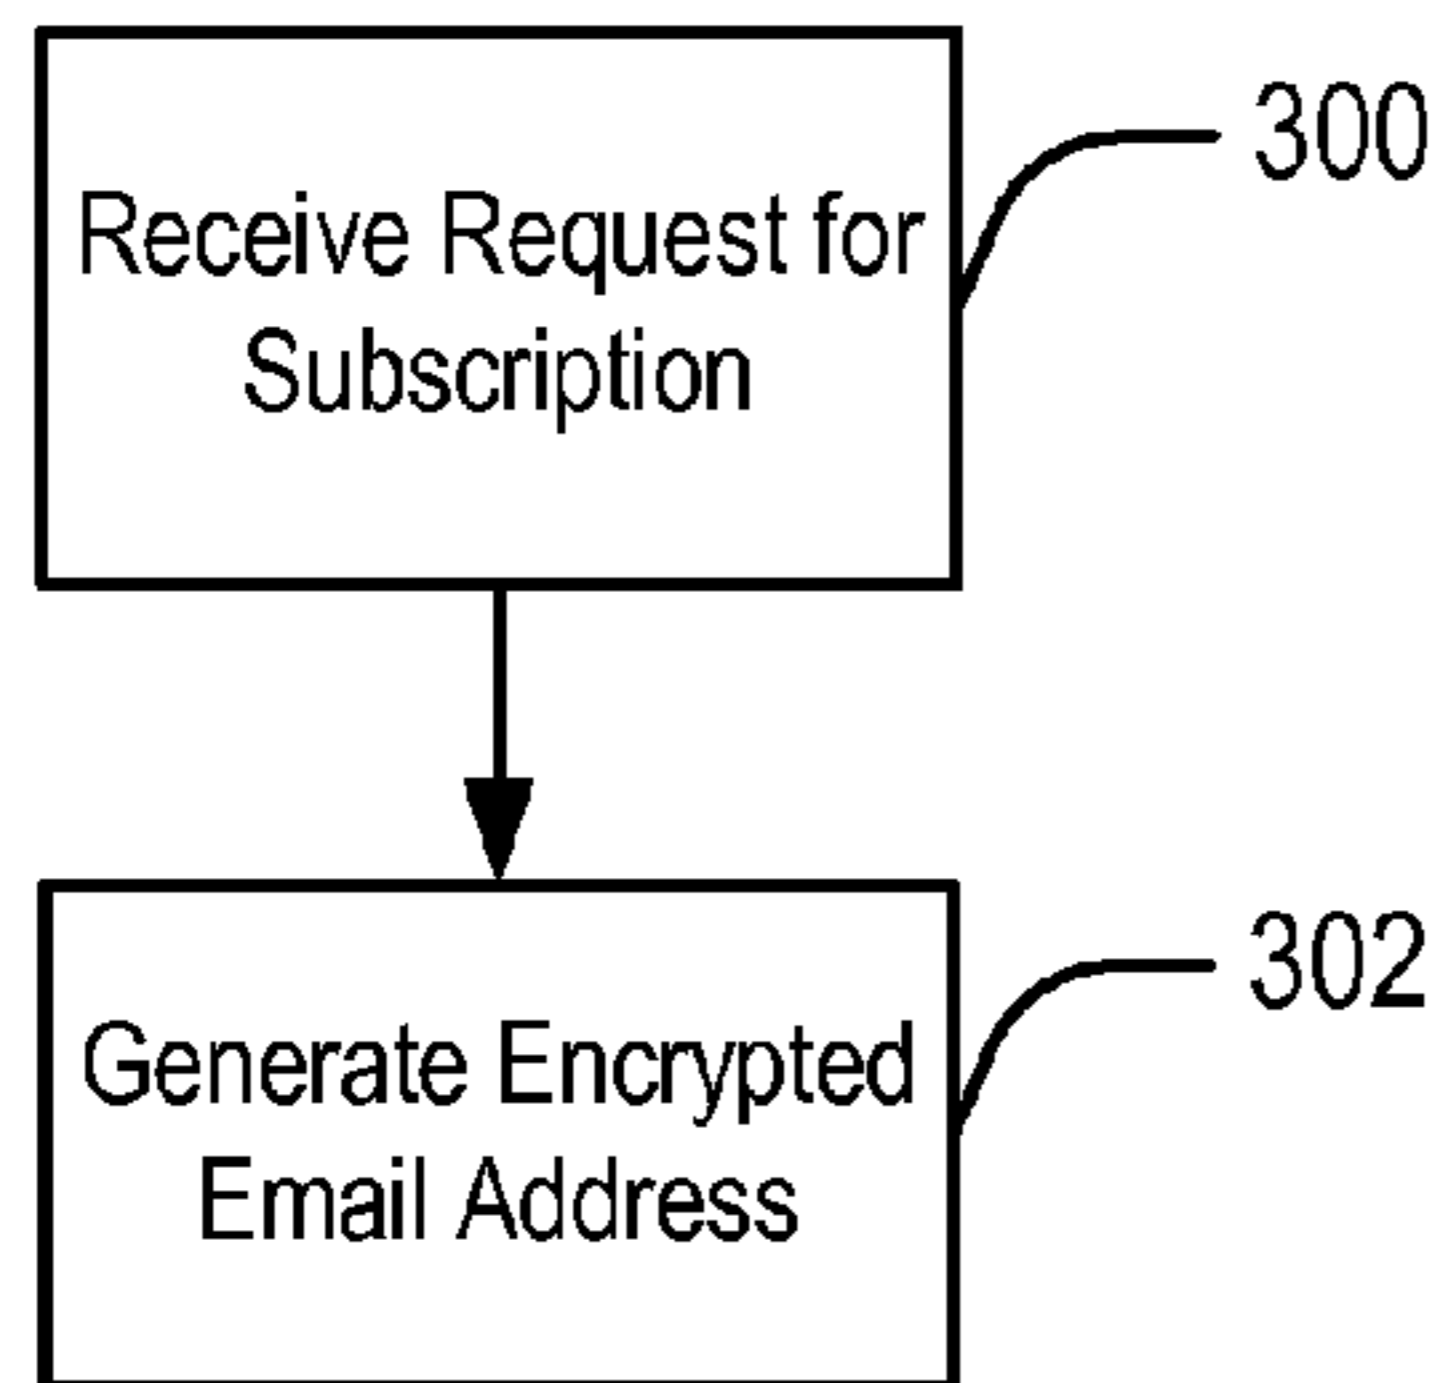 Receive Request for
Subscription
300
Generate Encrypted
Email Address
302